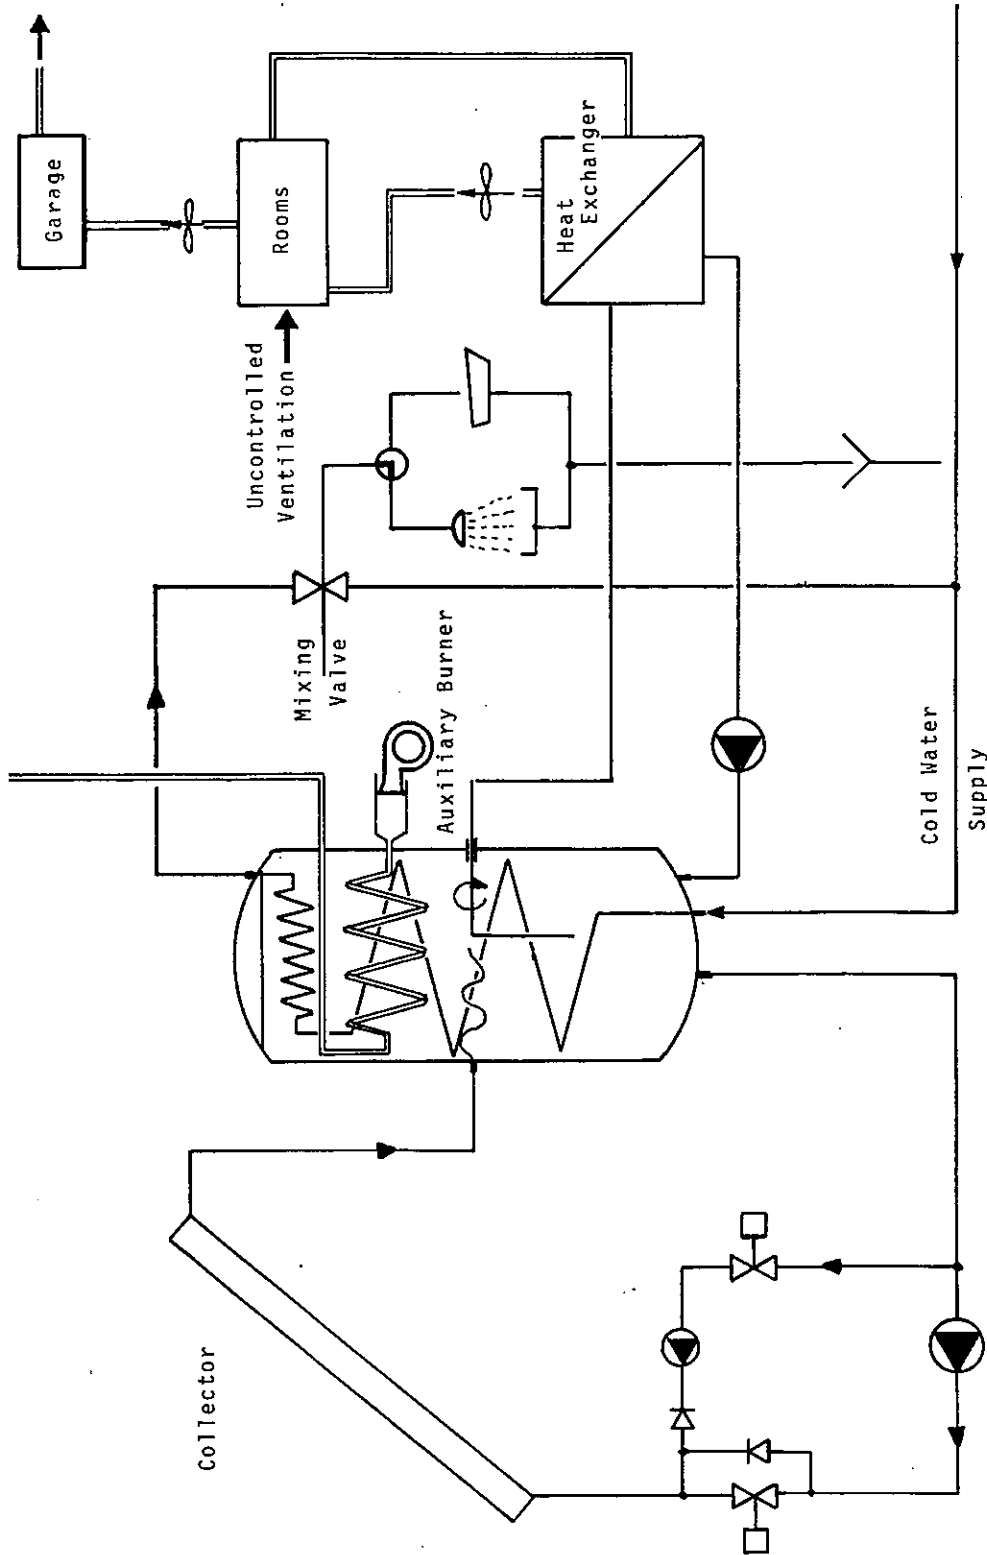 Garage
Rooms
Heat
Exchanger
Uncontrolled
Ventilation
Mixing
Valve
Auxiliary Burner
Cold Water
Supply
Collector